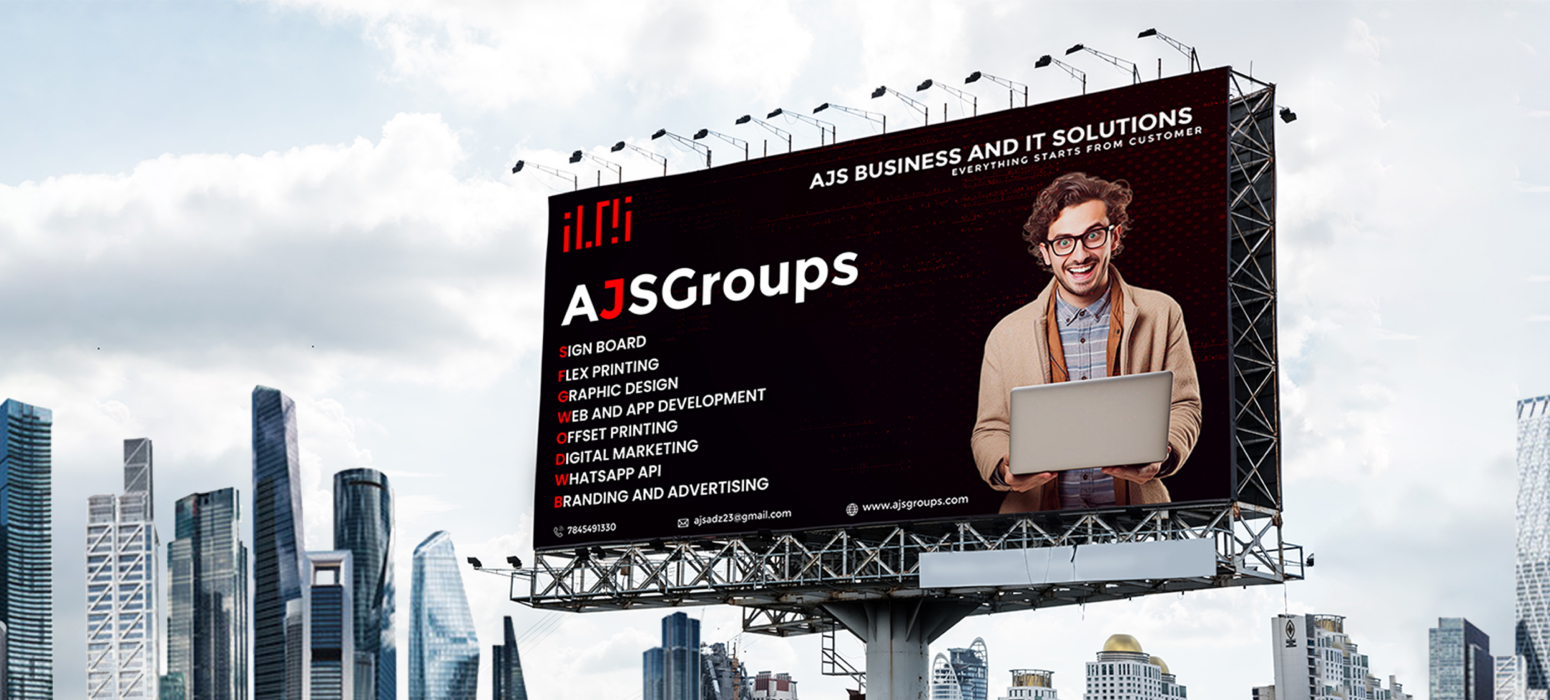 AJS BUSINESS AND IT SOLUTIONS
EVERYTHING STARTS FROM CUSTOMER
AJSGroups
SIGN BOARD
FLEX PRINTING
GRAPHIC DESIGN
WEB AND APP DEVELOPMENT
OFFSET PRINTING
DIGITAL MARKETING
WHATSAPP API
BRANDING AND ADVERTISING
7845491330
ajsadz23@gmail.com
www.ajsgroups.com